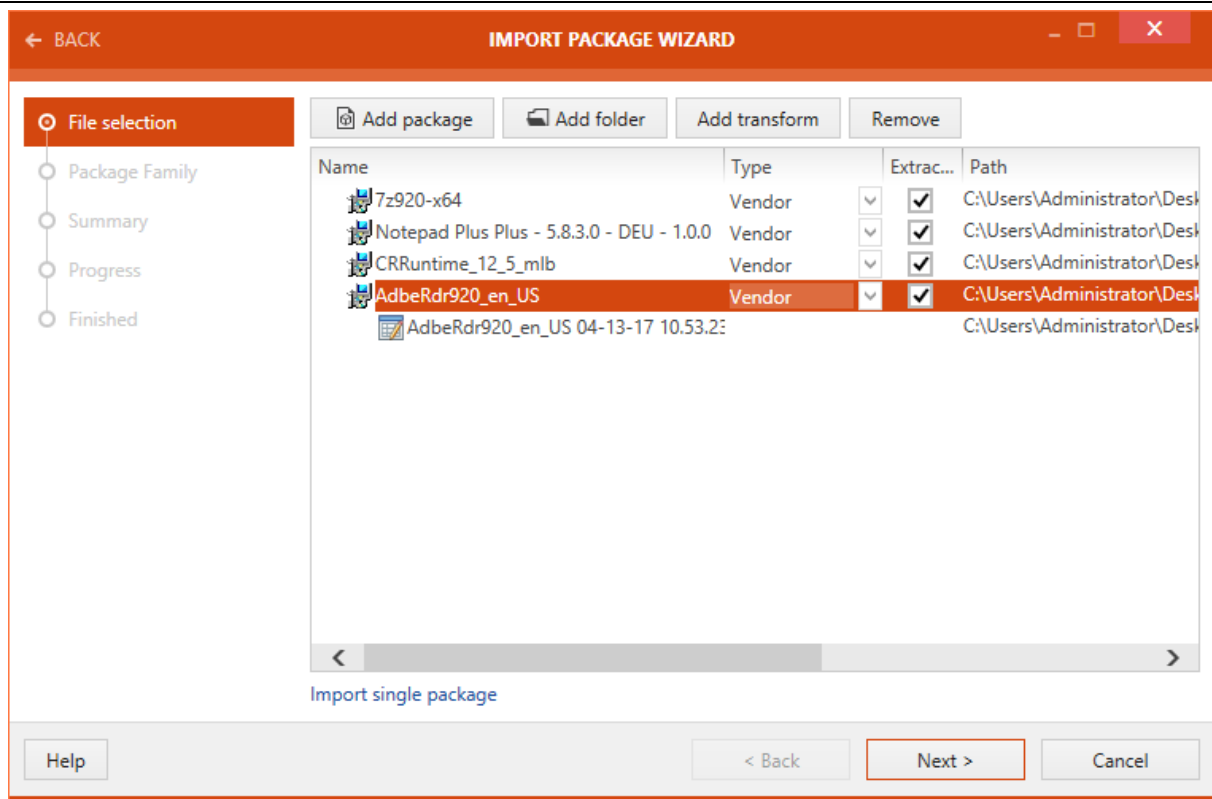 ← BACK
IMPORT PACKAGE WIZARD
File selection
Package Family
Summary
Progress
Finished
Add package
Add folder
Add transform
Remove
Name Type Extrac... Path
7z920-x64 Vendor C:\Users\Administrator\Desk
Notepad Plus Plus - 5.8.3.0 - DEU - 1.0.0 Vendor C:\Users\Administrator\Desk
CRRuntime_12_5_mlb Vendor C:\Users\Administrator\Desk
AdbeRdr920_en_US Vendor C:\Users\Administrator\Desk
AdbeRdr920_en_US 04-13-17 10.53.23 C:\Users\Administrator\Desk
Import single package
Help
< Back
Next >
Cancel